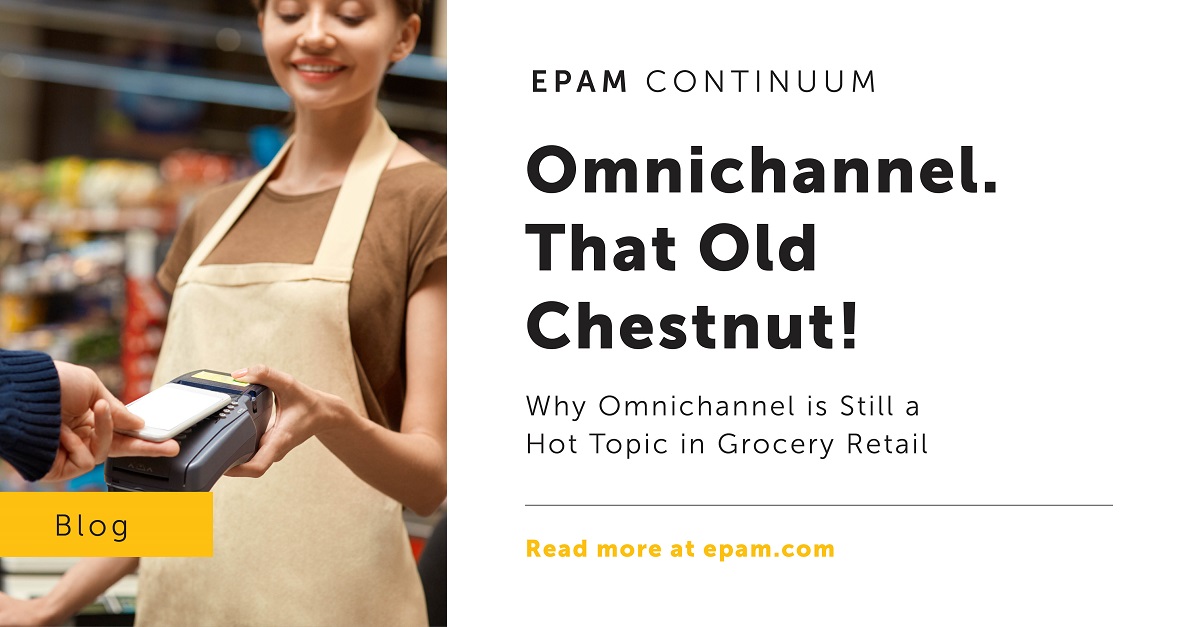 EPAM CONTINUUM
Omnichannel.
That Old
Chestnut!
Why Omnichannel is Still a
Hot Topic in Grocery Retail
Read more at epam.com
Blog